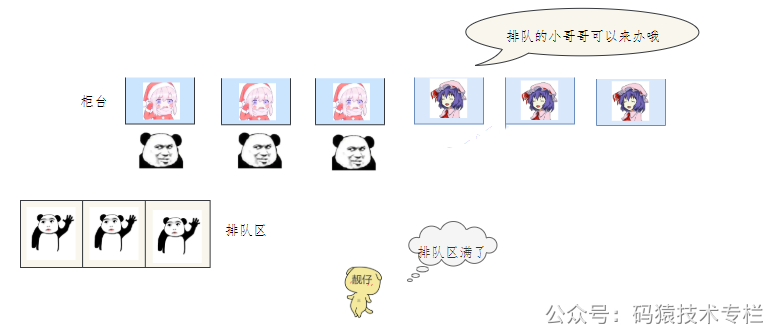 排队的小哥哥可以来办哦
柜台
排队区
排队区满了
靓仔
公众号：码猿技术专栏